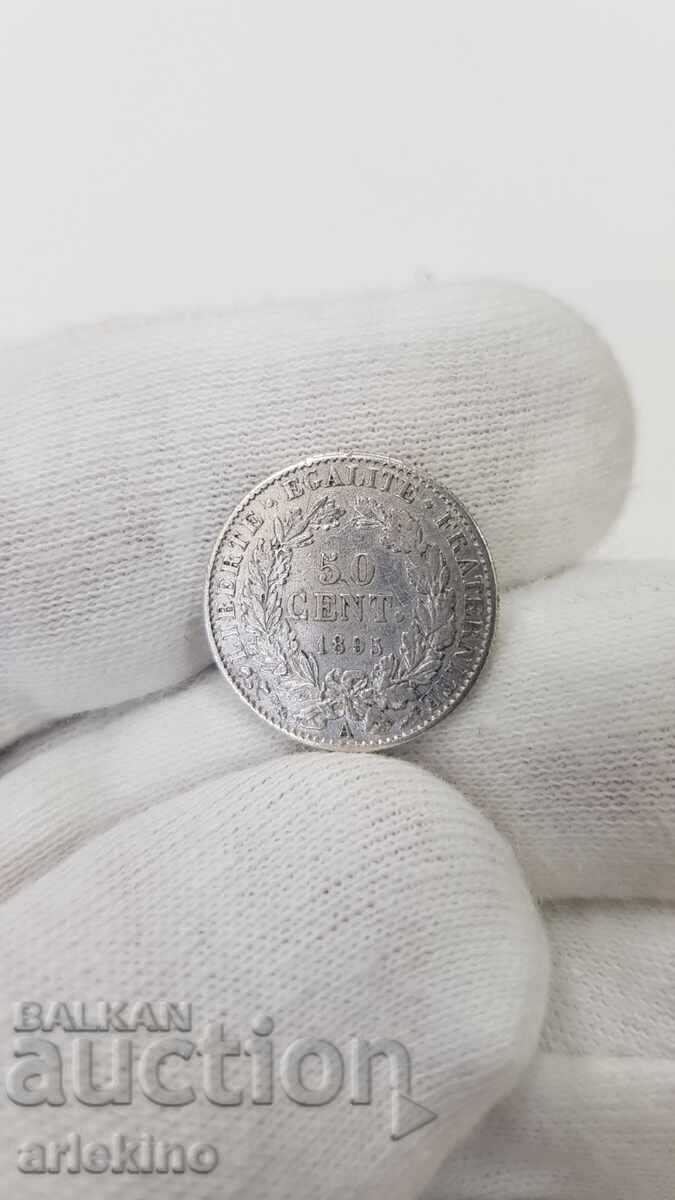 LIBERTE · EGALITE · FRATERNITE
50
CENT.
1895
A
BALKAN
auction
arlekino